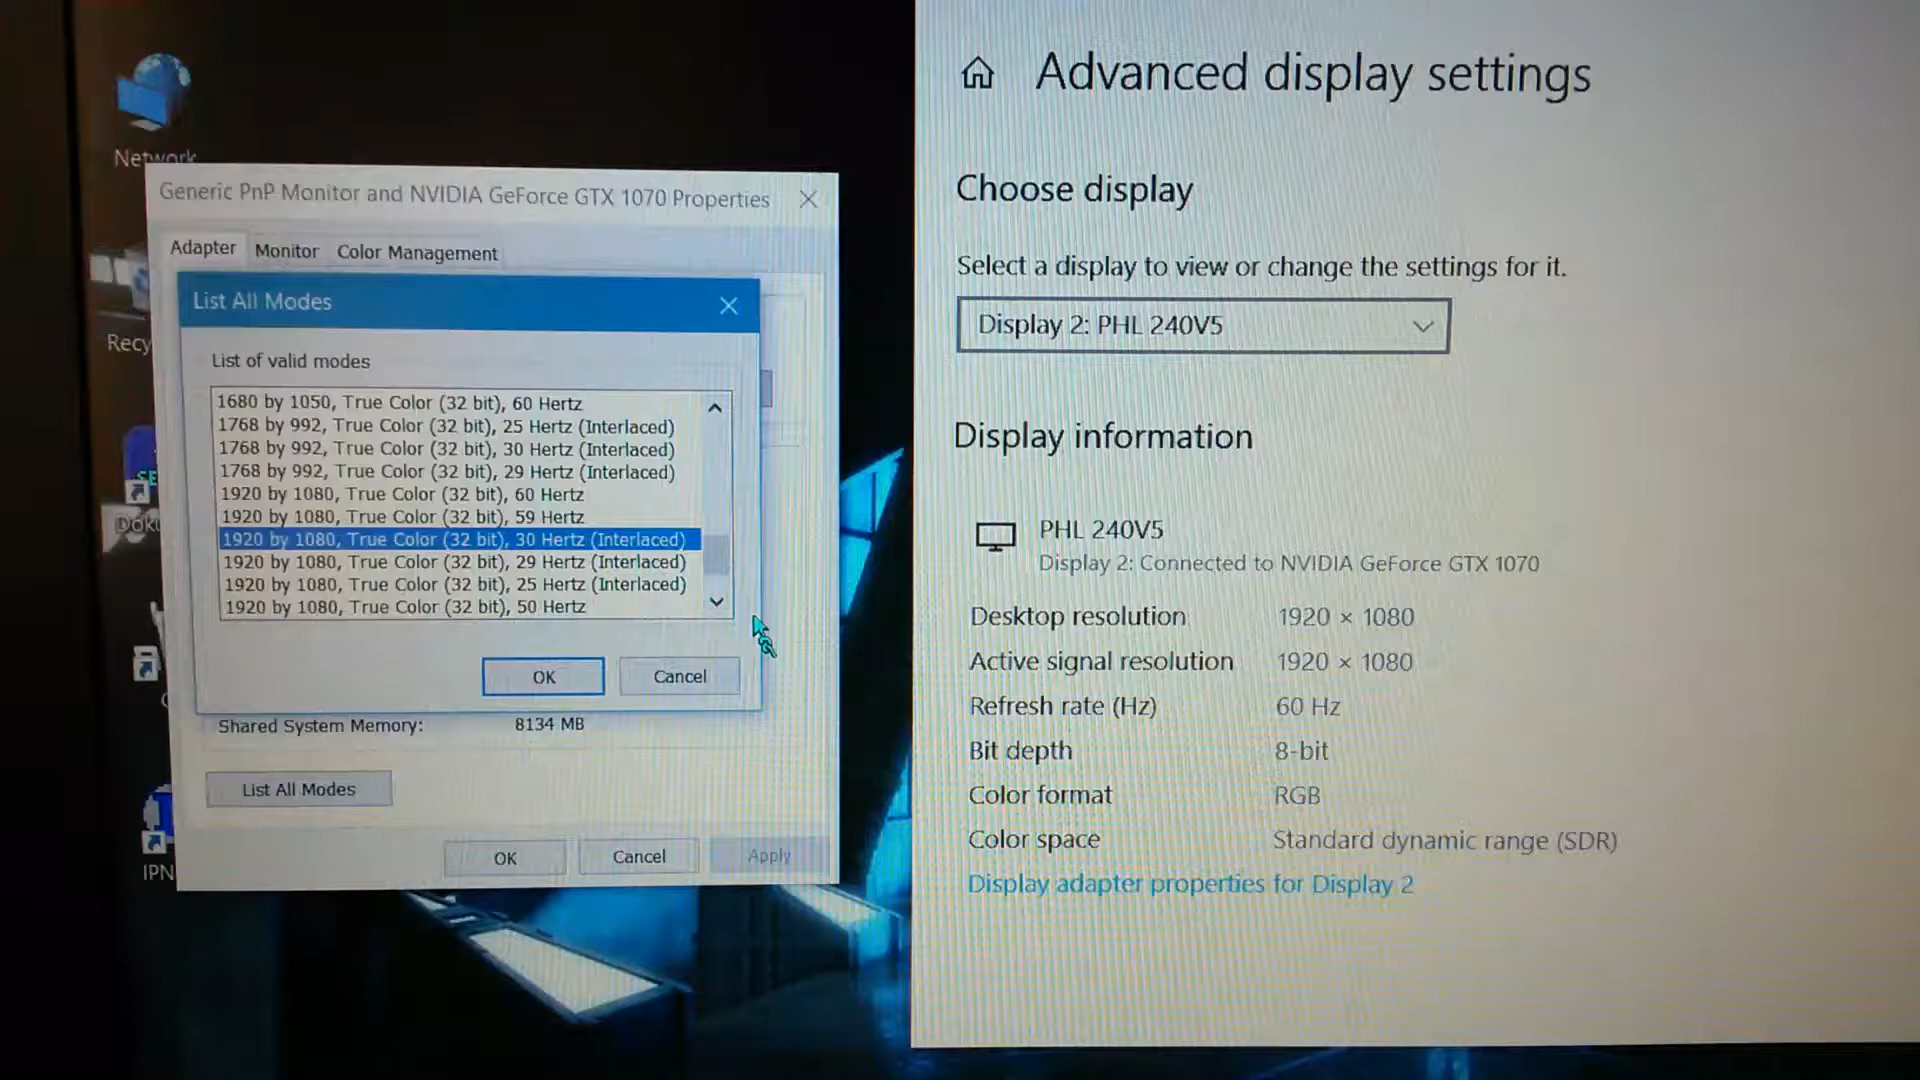 Network
Recy
Doku
IPN
Generic PnP Monitor and NVIDIA GeForce GTX 1070 Properties
Adapter
Monitor
Color Management
List All Modes
List of valid modes
1680 by 1050, True Color (32 bit), 60 Hertz
1768 by 992, True Color (32 bit), 25 Hertz (Interlaced)
1768 by 992, True Color (32 bit), 30 Hertz (Interlaced)
1768 by 992, True Color (32 bit), 29 Hertz (Interlaced)
1920 by 1080, True Color (32 bit), 60 Hertz
1920 by 1080, True Color (32 bit), 59 Hertz
1920 by 1080, True Color (32 bit), 30 Hertz (Interlaced)
1920 by 1080, True Color (32 bit), 29 Hertz (Interlaced)
1920 by 1080, True Color (32 bit), 25 Hertz (Interlaced)
1920 by 1080, True Color (32 bit), 50 Hertz
OK
Cancel
Shared System Memory:
8134 MB
List All Modes
OK
Cancel
Apply
Advanced display settings
Choose display
Select a display to view or change the settings for it.
Display 2: PHL 240V5
Display information
PHL 240V5
Display 2: Connected to NVIDIA GeForce GTX 1070
Desktop resolution 1920 × 1080
Active signal resolution 1920 × 1080
Refresh rate (Hz) 60 Hz
Bit depth 8-bit
Color format RGB
Color space Standard dynamic range (SDR)
Display adapter properties for Display 2